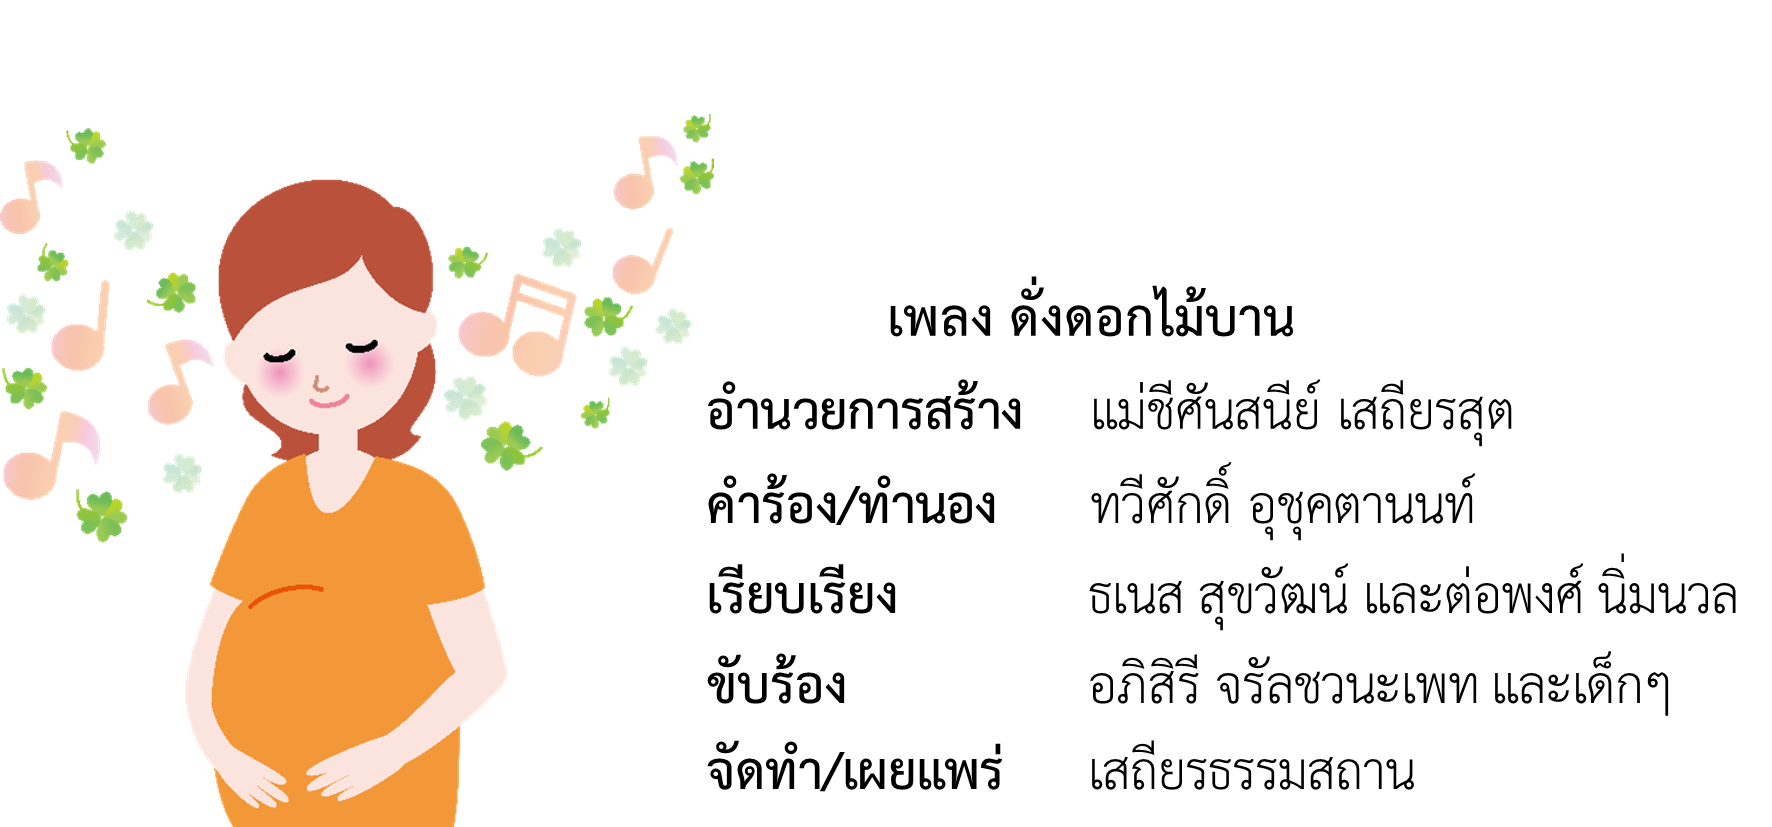 เพลง ดั่งดอกไม้บาน
อำนวยการสร้าง แม่ชีศันสนีย์ เสถียรสุต
คำร้อง/ทำนอง ทวีศักดิ์ อุชุคตานนท์
เรียบเรียง ธเนส สุขวัฒน์ และต่อพงศ์ นิ่มนวล
ขับร้อง อภิสิรี จรัลชวนะเพท และเด็กๆ
จัดทำ/เผยแพร่ เสถียรธรรมสถาน